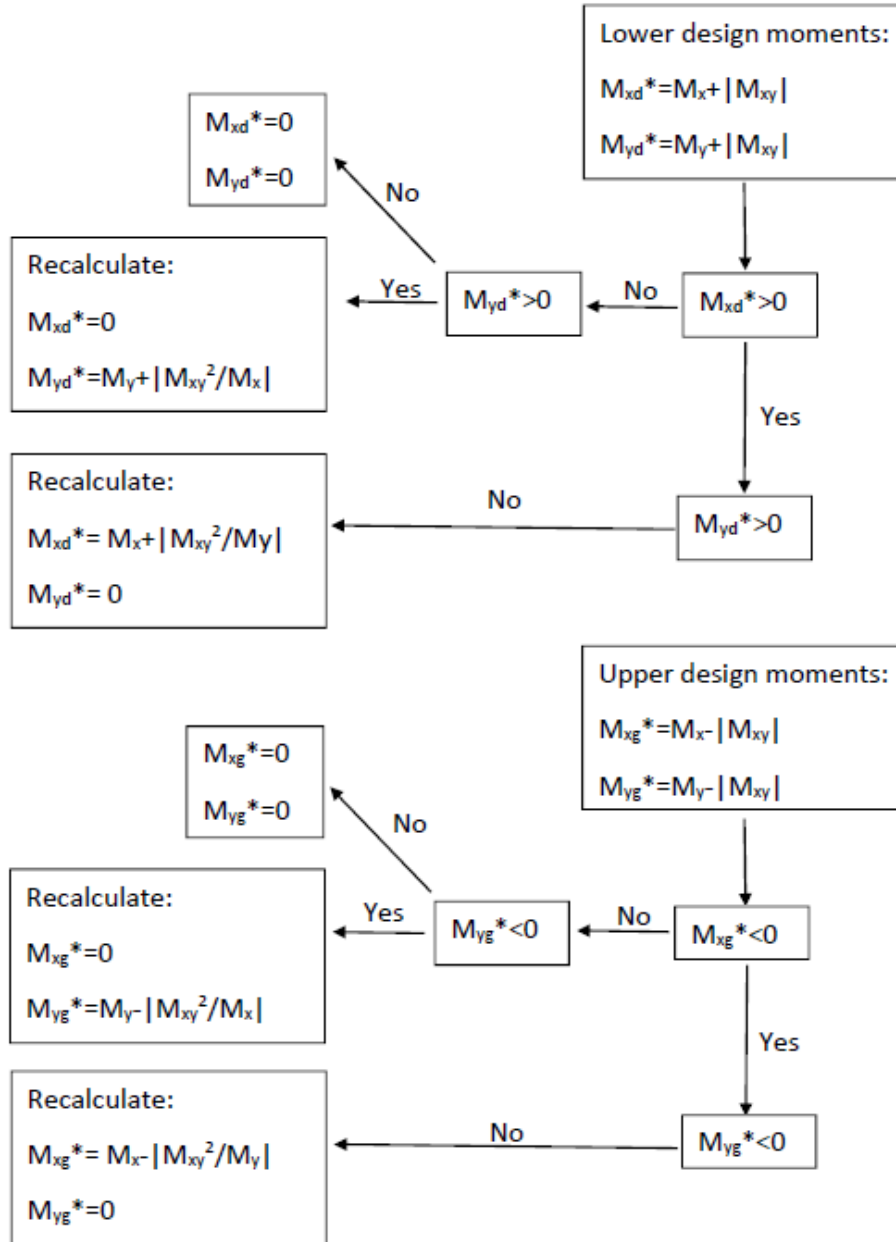 Lower design moments:
Mxd*=Mx+|Mxy|
Myd*=My+|Mxy|
Mxd*=0
Myd*=0
No
Recalculate:
Mxd*=0
Myd*=My+|Mxy²/Mx|
Yes
Myd*>0
No
Mxd*>0
Yes
Recalculate:
Mxd*= Mx+|Mxy²/My|
Myd*= 0
No
Myd*>0
Upper design moments:
Mxg*=Mx-|Mxy|
Myg*=My-|Mxy|
Mxg*=0
Myg*=0
No
Recalculate:
Mxg*=0
Myg*=My-|Mxy²/Mx|
Yes
Myg*<0
No
Mxg*<0
Yes
Recalculate:
Mxg*= Mx-|Mxy²/My|
Myg*=0
No
Myg*<0